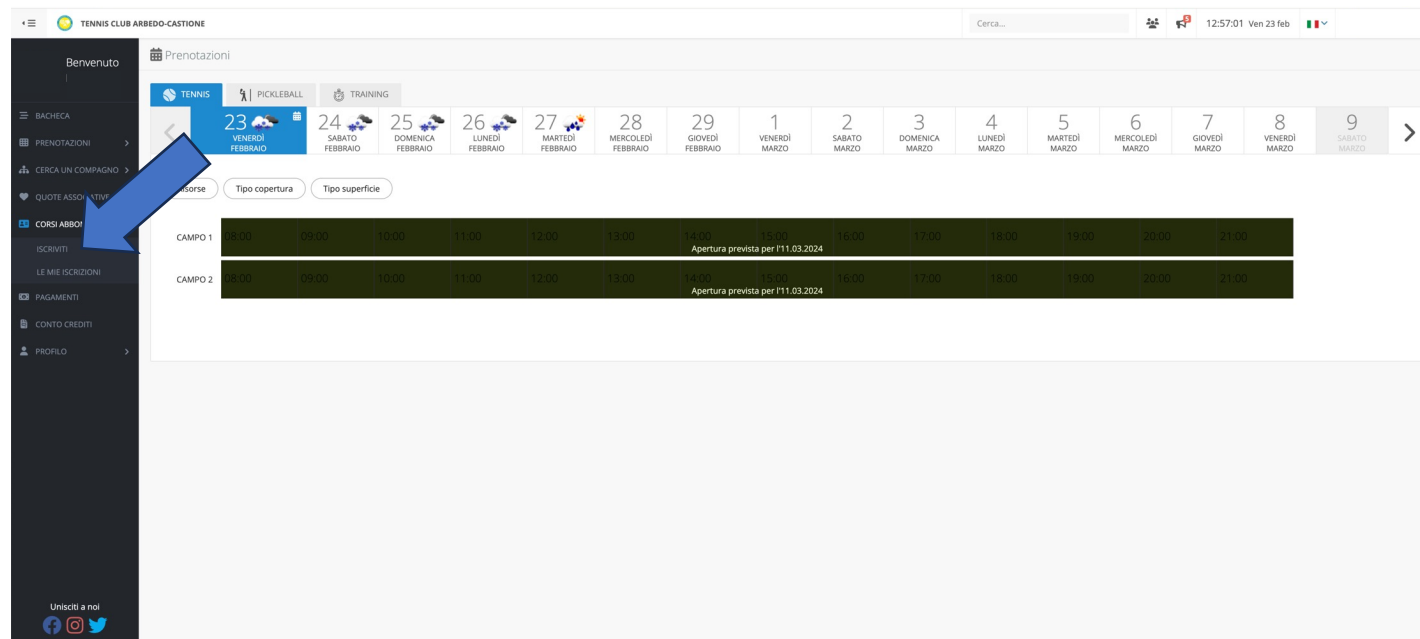 TENNIS CLUB ARBEDO-CASTIONE
Cerca...
5
12:57:01 Ven 23 feb
Benvenuto
BACHECA
PRENOTAZIONI
CERCA UN COMPAGNO
QUOTE
CORSI
ISCRIVITI
LE MIE ISCRIZIONI
PAGAMENTI
CONTO CREDITI
PROFILO
Unisciti a noi
Prenotazioni
TENNIS PICKLEBALL TRAINING
23 24 25 26 27 28 29 1 2 3 4 5 6 7 8 9
VENERDÌ SABATO DOMENICA LUNEDÌ MARTEDÌ MERCOLEDÌ GIOVEDÌ VENERDÌ SABATO DOMENICA LUNEDÌ MARTEDÌ MERCOLEDÌ GIOVEDÌ VENERDÌ SABATO
FEBBRAIO FEBBRAIO FEBBRAIO FEBBRAIO FEBBRAIO FEBBRAIO FEBBRAIO MARZO MARZO MARZO MARZO MARZO MARZO MARZO MARZO MARZO
Tipo copertura Tipo superficie
CAMPO 1 08:00 09:00 10:00 11:00 12:00 13:00 14:00 15:00 16:00 17:00 18:00 19:00 20:00 21:00
Apertura prevista per l'11.03.2024
CAMPO 2 08:00 09:00 10:00 11:00 12:00 13:00 14:00 15:00 16:00 17:00 18:00 19:00 20:00 21:00
Apertura prevista per l'11.03.2024